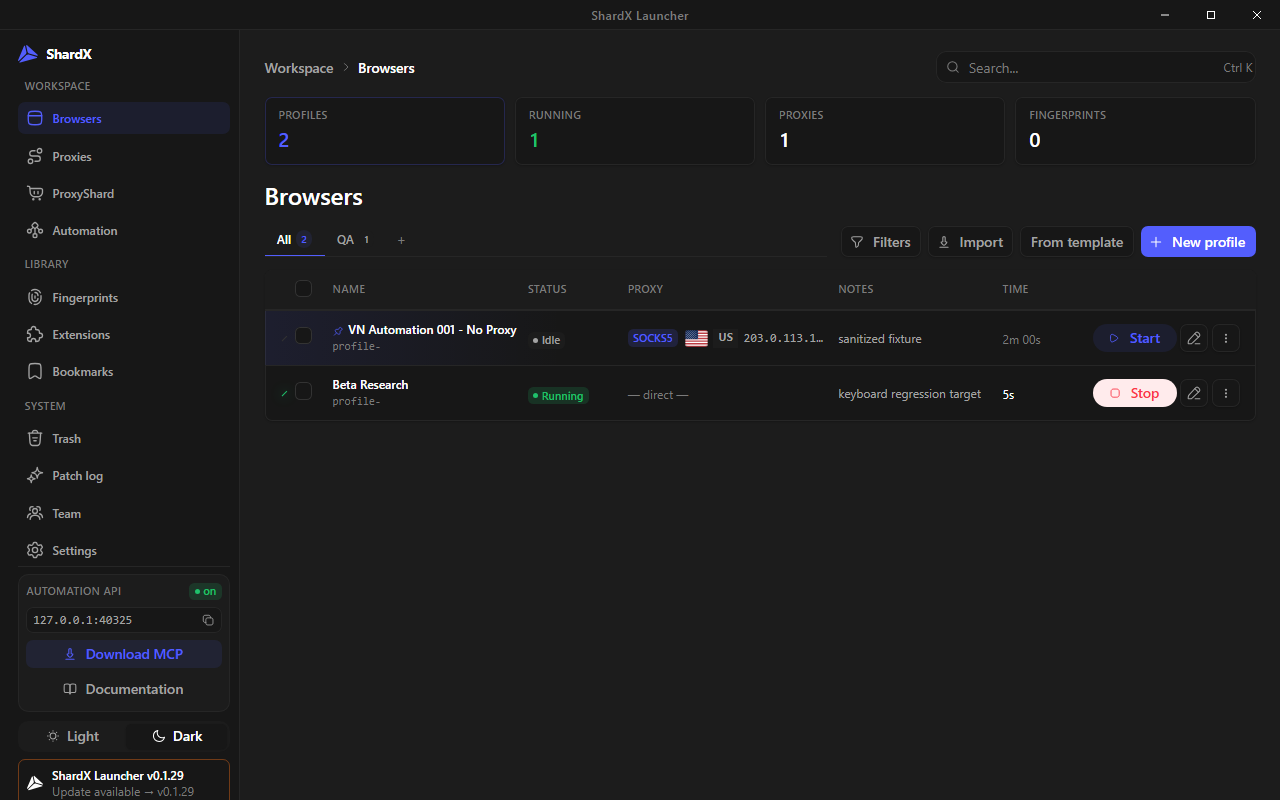 ShardX Launcher
ShardX
WORKSPACE
Browsers
Proxies
ProxyShard
Automation
LIBRARY
Fingerprints
Extensions
Bookmarks
SYSTEM
Trash
Patch log
Team
Settings
AUTOMATION API
on
127.0.0.1:40325
Download MCP
Documentation
Light
Dark
ShardX Launcher v0.1.29
Update available → v0.1.29
Workspace > Browsers
Search...
Ctrl K
PROFILES
2
RUNNING
1
PROXIES
1
FINGERPRINTS
0
Browsers
All 2
QA 1
+
Filters
Import
From template
+ New profile
NAME STATUS PROXY NOTES TIME
VN Automation 001 - No Proxy
profile-
Idle
SOCKS5
US
203.0.113.1…
sanitized fixture
2m 00s
Start
Beta Research
profile-
Running
— direct —
keyboard regression target
5s
Stop